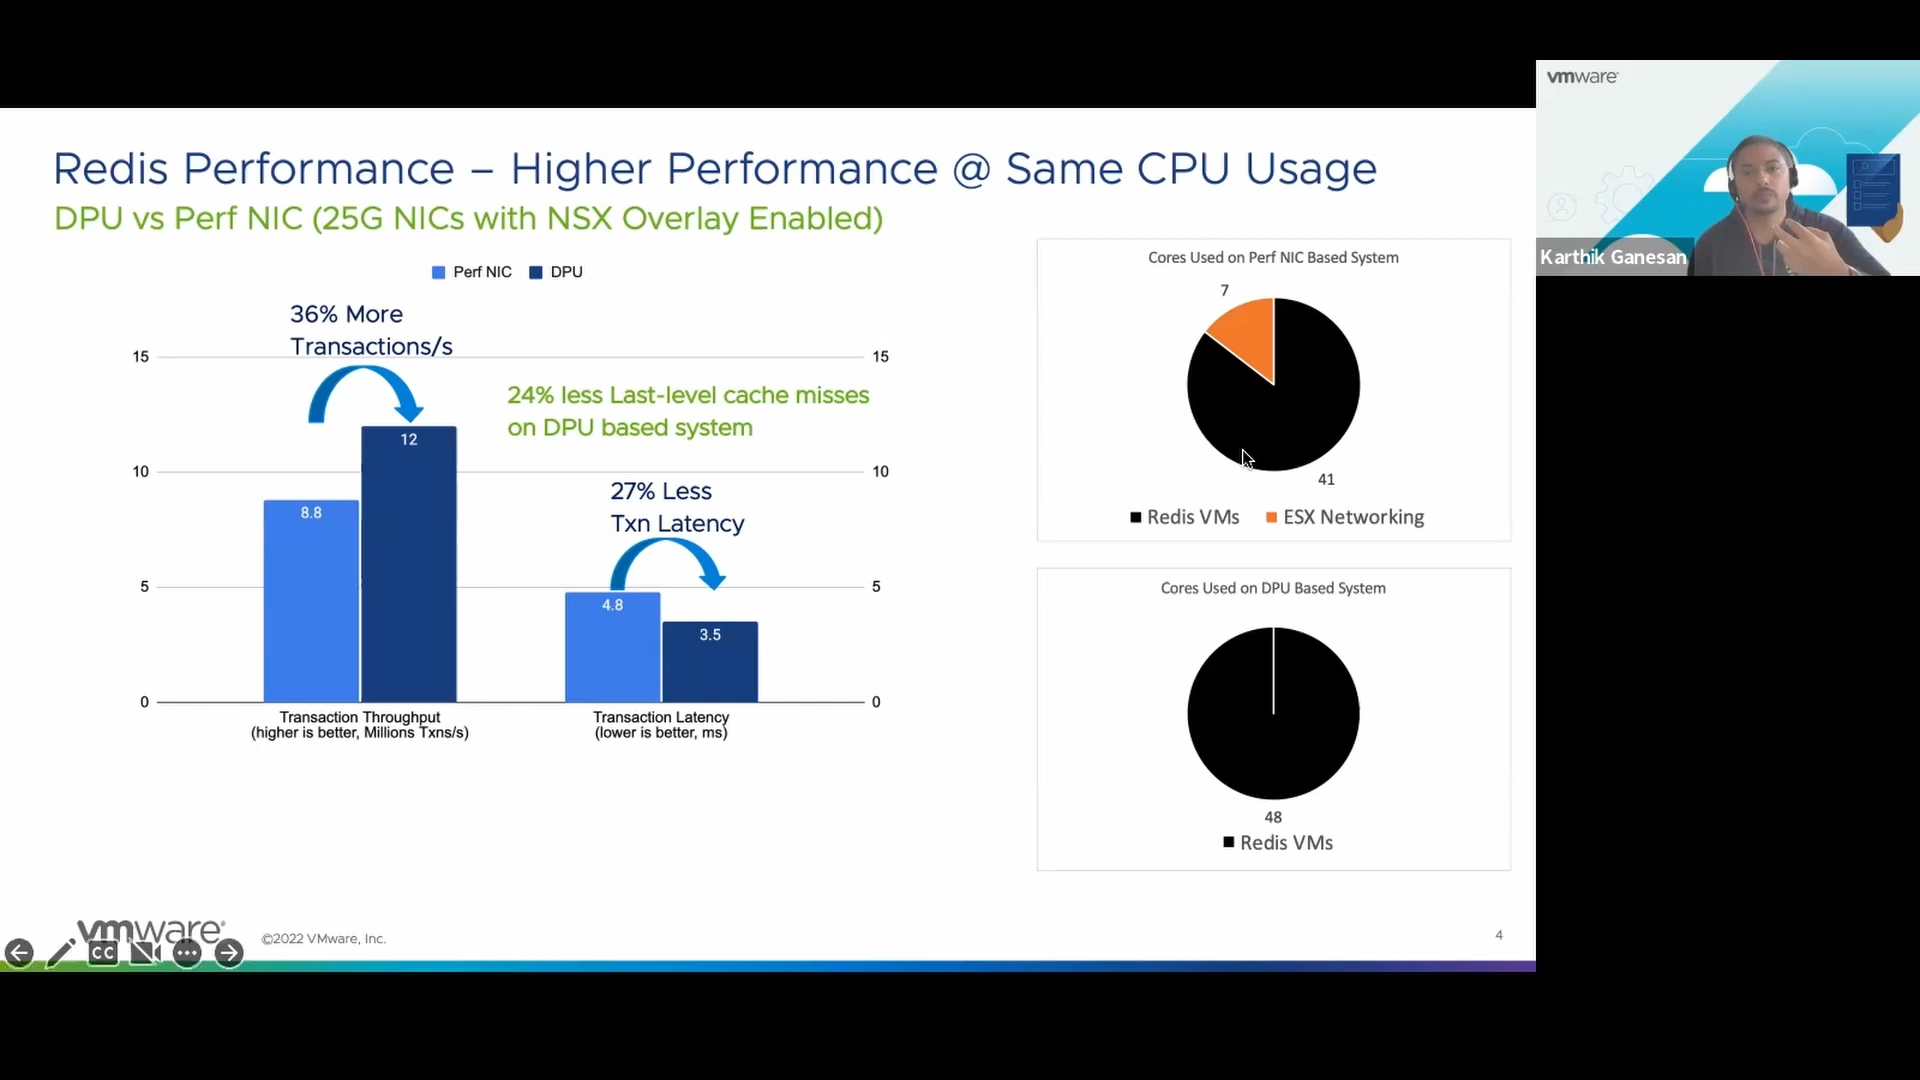 Redis Performance – Higher Performance @ Same CPU Usage
DPU vs Perf NIC (25G NICs with NSX Overlay Enabled)
Perf NIC DPU
36% More
Transactions/s
15 15
24% less Last-level cache misses
on DPU based system
12
10 10
27% Less
Txn Latency
8.8
5 5
4.8
3.5
0 0
Transaction Throughput
(higher is better, Millions Txns/s)
Transaction Latency
(lower is better, ms)
Cores Used on Perf NIC Based System
7
41
Redis VMs ESX Networking
Cores Used on DPU Based System
48
Redis VMs
vmware®
CC
©2022 VMware, Inc.
4
vmware®
Karthik Ganesan